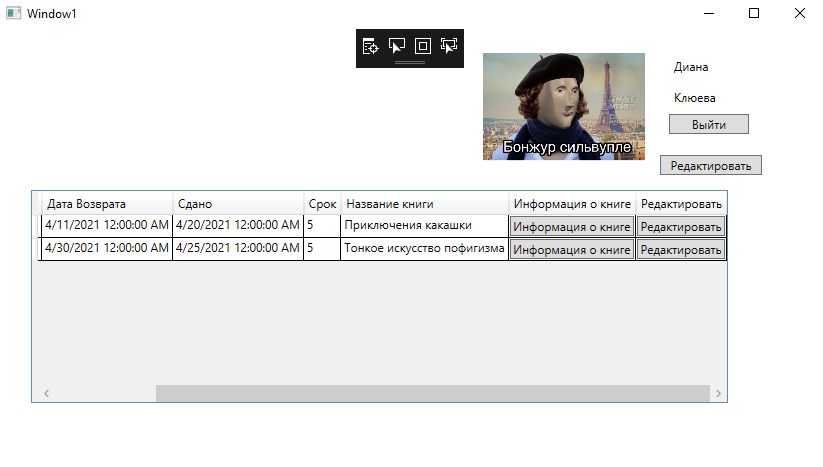 Window1
Диана
Клюева
Выйти
Редактировать
Бонжур сильвупле
Дата Возврата Сдано Срок Название книги Информация о книге Редактировать
4/11/2021 12:00:00 AM 4/20/2021 12:00:00 AM 5 Приключения какашки Информация о книге Редактировать
4/30/2021 12:00:00 AM 4/25/2021 12:00:00 AM 5 Тонкое искусство пофигизма Информация о книге Редактировать